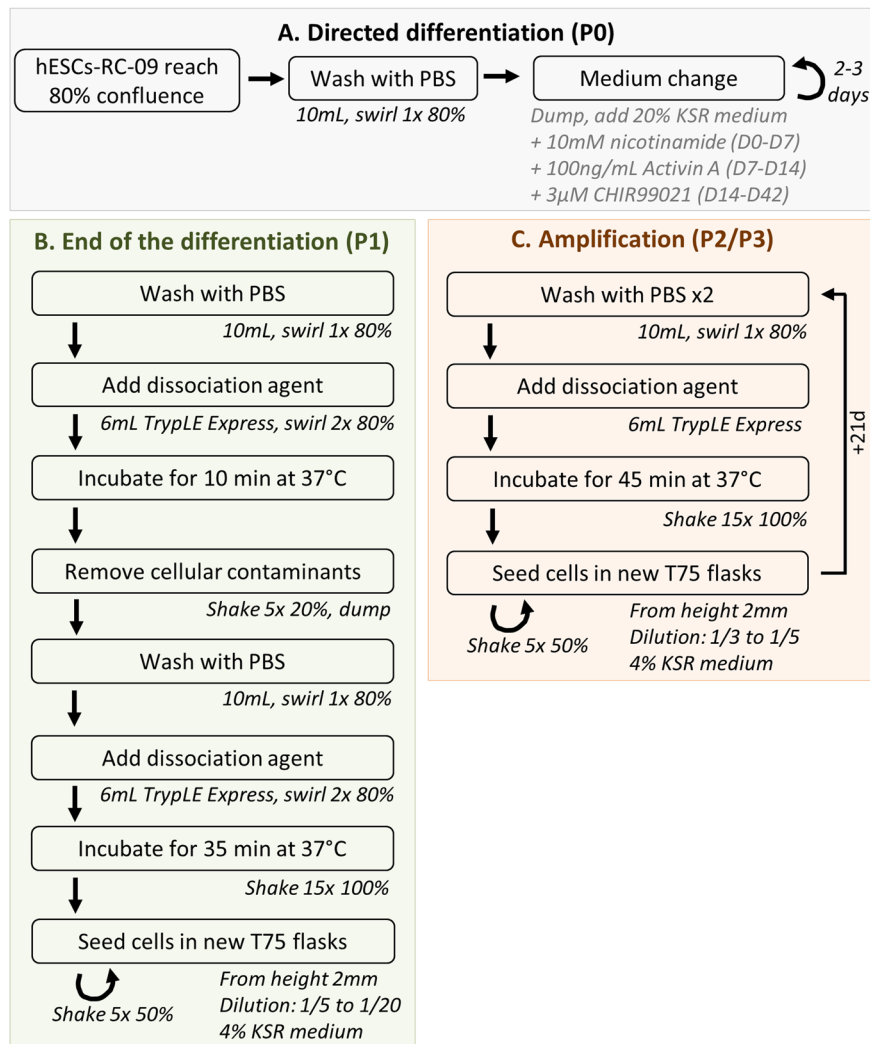 A. Directed differentiation (P0)
hESCs-RC-09 reach
80% confluence
Wash with PBS
10mL, swirl 1x 80%
Medium change
2-3
days
Dump, add 20% KSR medium
+ 10mM nicotinamide (D0-D7)
+ 100ng/mL Activin A (D7-D14)
+ 3µM CHIR99021 (D14-D42)
B. End of the differentiation (P1)
Wash with PBS
10mL, swirl 1x 80%
Add dissociation agent
6mL TrypLE Express, swirl 2x 80%
Incubate for 10 min at 37°C
Remove cellular contaminants
Shake 5x 20%, dump
Wash with PBS
10mL, swirl 1x 80%
Add dissociation agent
6mL TrypLE Express, swirl 2x 80%
Incubate for 35 min at 37°C
Shake 15x 100%
Seed cells in new T75 flasks
Shake 5x 50%
From height 2mm
Dilution: 1/5 to 1/20
4% KSR medium
C. Amplification (P2/P3)
Wash with PBS x2
10mL, swirl 1x 80%
Add dissociation agent
6mL TrypLE Express
Incubate for 45 min at 37°C
Shake 15x 100%
Seed cells in new T75 flasks
+21d
Shake 5x 50%
From height 2mm
Dilution: 1/3 to 1/5
4% KSR medium